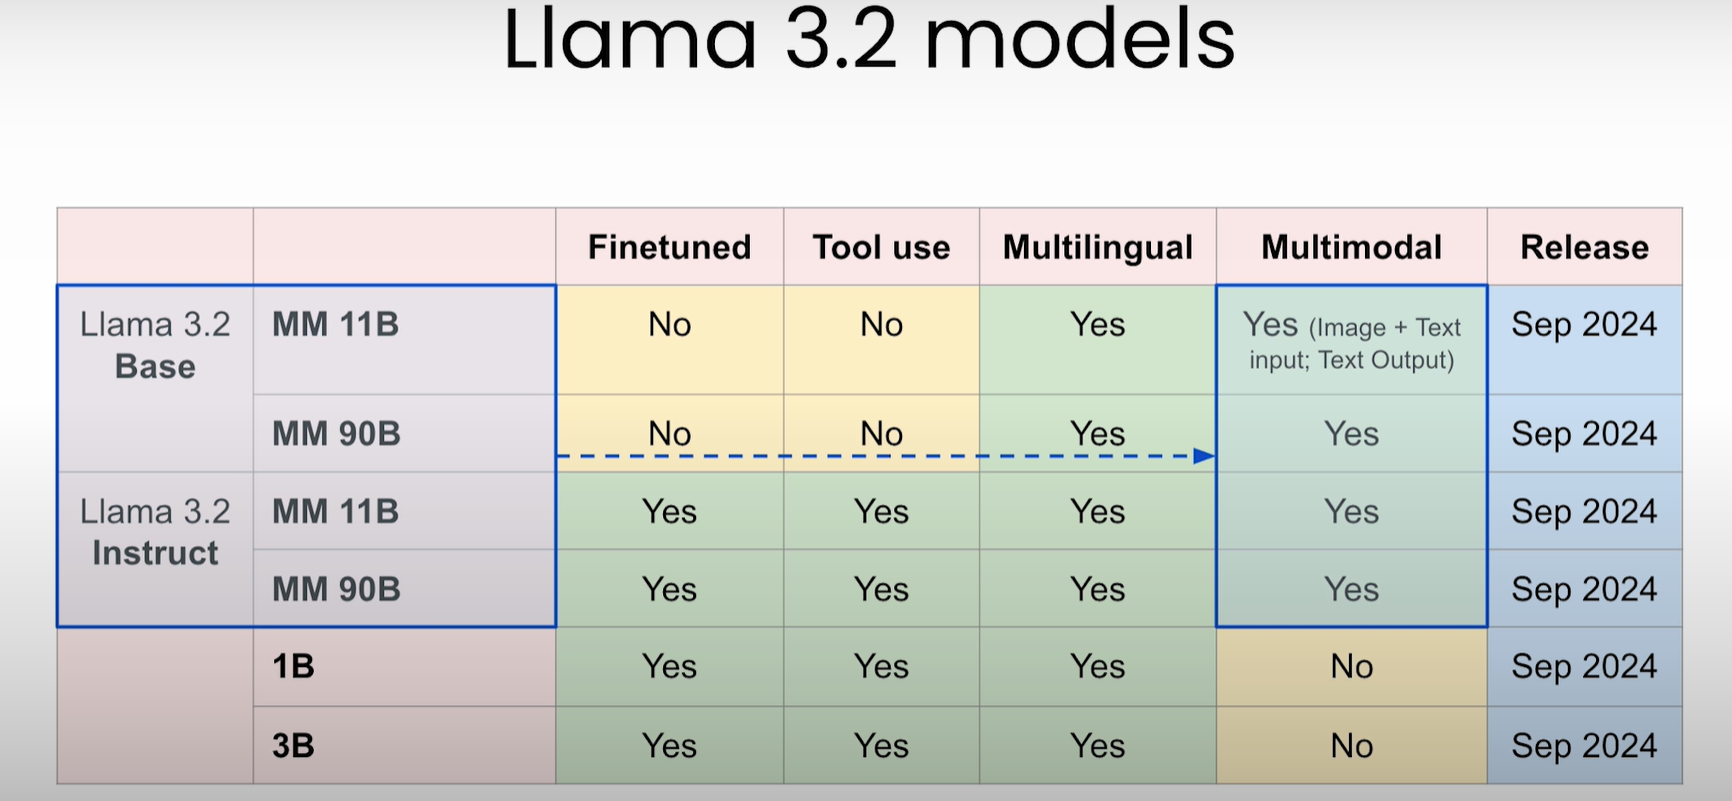 Llama 3.2 models
Finetuned Tool use Multilingual Multimodal Release
Llama 3.2 Base MM 11B No No Yes Yes (Image + Text input; Text Output) Sep 2024
MM 90B No No Yes Yes Sep 2024
Llama 3.2 Instruct MM 11B Yes Yes Yes Yes Sep 2024
MM 90B Yes Yes Yes Yes Sep 2024
1B Yes Yes Yes No Sep 2024
3B Yes Yes Yes No Sep 2024